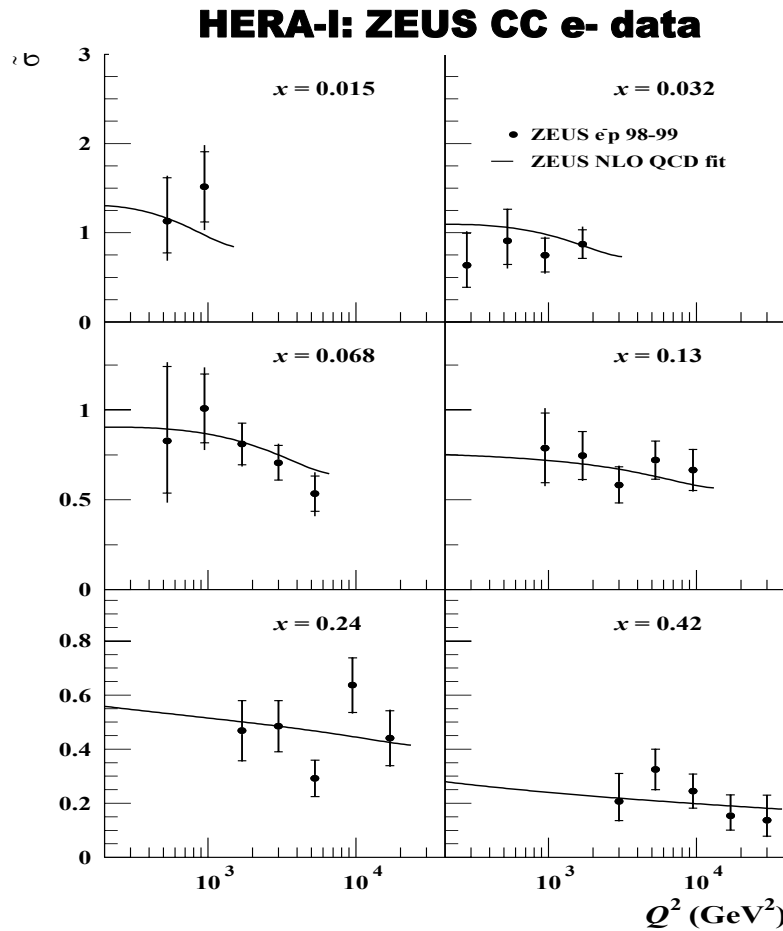 HERA-I: ZEUS CC e- data
σ̃
3
x = 0.015
x = 0.032
ZEUS e⁻p 98-99
ZEUS NLO QCD fit
2
1
0
x = 0.068
x = 0.13
1
0.5
0
x = 0.24
x = 0.42
0.8
0.6
0.4
0.2
0
10³
10⁴
10³
10⁴
Q² (GeV²)